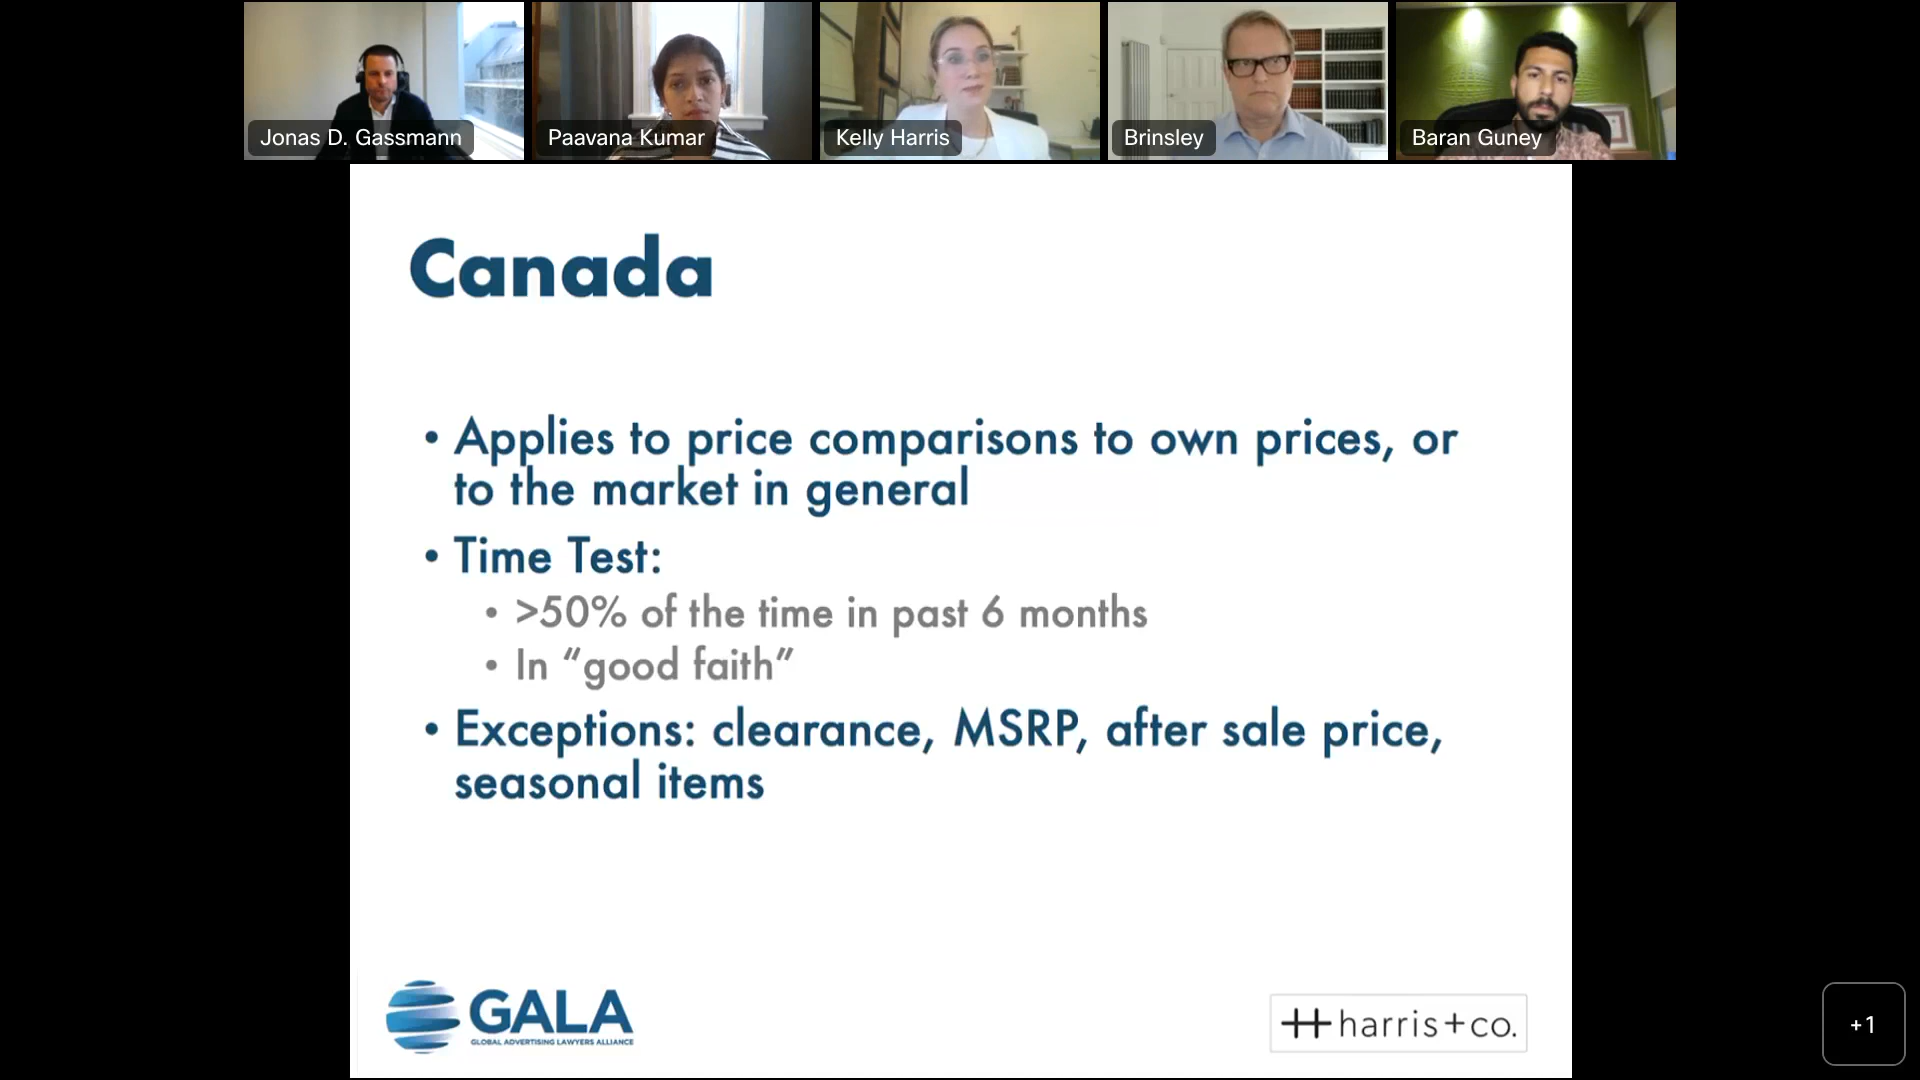 Jonas D. Gassmann
Paavana Kumar
Kelly Harris
Brinsley
Baran Guney
Canada
• Applies to price comparisons to own prices, or
to the market in general
• Time Test:
• >50% of the time in past 6 months
• In “good faith”
• Exceptions: clearance, MSRP, after sale price,
seasonal items
GALA
GLOBAL ADVERTISING LAWYERS ALLIANCE
harris+co.
+1